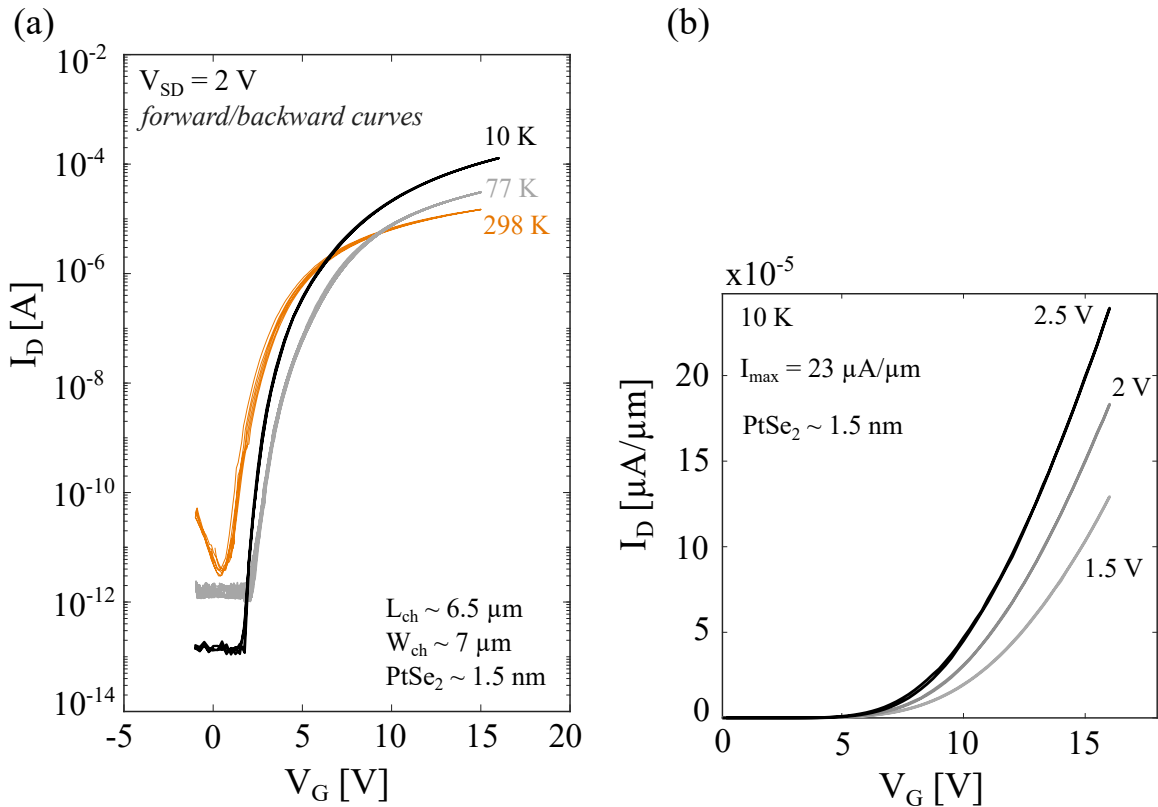 (a)
V_SD = 2 V
forward/backward curves
10 K
77 K
298 K
L_ch ~ 6.5 µm
W_ch ~ 7 µm
PtSe₂ ~ 1.5 nm
I_D [A]
10⁻²
10⁻⁴
10⁻⁶
10⁻⁸
10⁻¹⁰
10⁻¹²
10⁻¹⁴
-5 0 5 10 15 20
V_G [V]
(b)
x10⁻⁵
10 K
I_max = 23 µA/µm
PtSe₂ ~ 1.5 nm
2.5 V
2 V
1.5 V
I_D [µA/µm]
20
15
10
5
0
0 5 10 15
V_G [V]